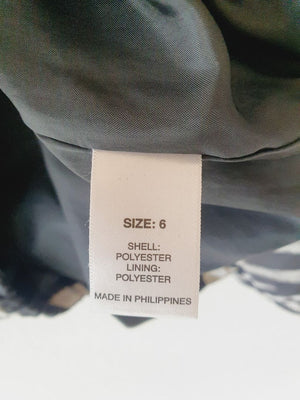 SIZE: 6
SHELL:
POLYESTER
LINING:
POLYESTER
MADE IN PHILIPPINES